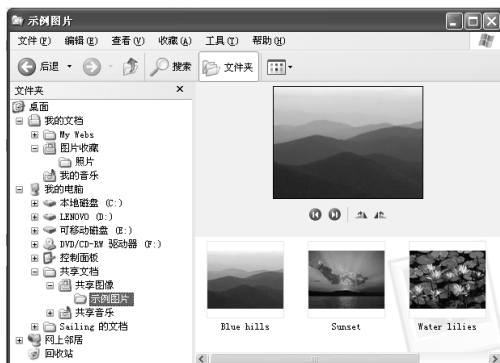 示例图片
文件(F) 编辑(E) 查看(V) 收藏(A) 工具(T) 帮助(H)
后退 搜索 文件夹
文件夹 ×
桌面
我的文档
My Webs
图片收藏
照片
我的音乐
我的电脑
本地磁盘 (C:)
LENOVO (D:)
可移动磁盘 (E:)
DVD/CD-RW 驱动器 (F:)
控制面板
共享文档
共享图像
示例图片
共享音乐
Sailing 的文档
网上邻居
回收站
Blue hills Sunset Water lilies